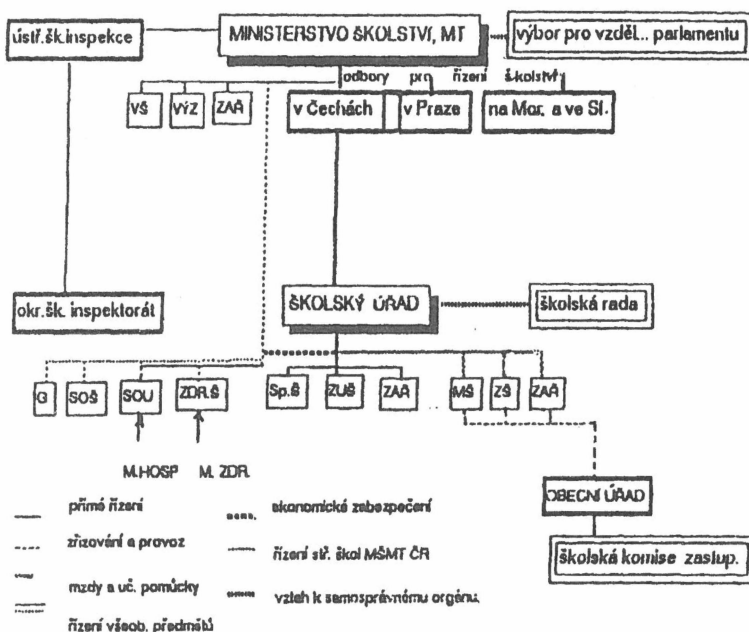 ústř.šk.inspekce
MINISTERSTVO ŠKOLSTVÍ, MT
výbor pro vzděl... parlamentu
odbory pro řízení školství
VŠ
VÝZ
ZAŘ
v Čechách
v Praze
na Mor. a ve Sl.
okr.šk. inspektorát
ŠKOLSKÝ ÚŘAD
školská rada
G
SOŠ
SOU
ZDR.Š
Sp.Š
ZUŠ
ZAŘ
MŠ
ZŠ
ZAŘ
M.HOSP
M. ZDR.
OBECNÍ ÚŘAD
školská komise zastup.
přímé řízení
zřizování a provoz
mzdy a uč. pomůcky
řízení všeob. předmětů
ekonomické zabezpečení
řízení stř. škol MŠMT ČR
vztah k samosprávnému orgénu.